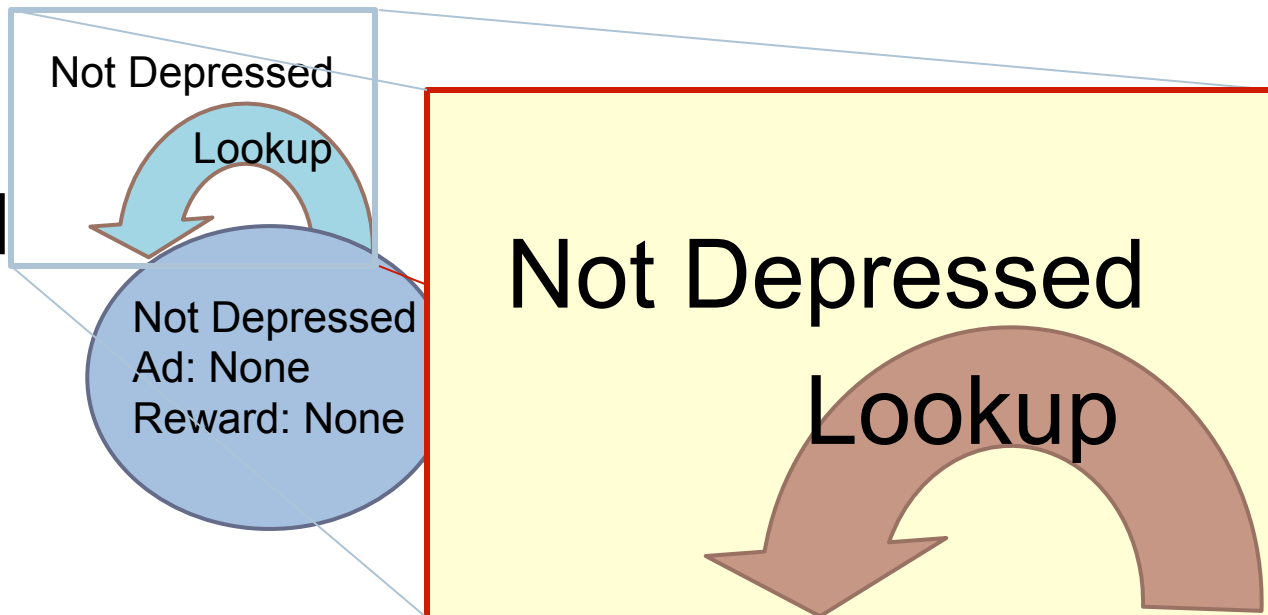 Not Depressed
Lookup
Not Depressed
Ad: None
Reward: None
Not Depressed
Lookup